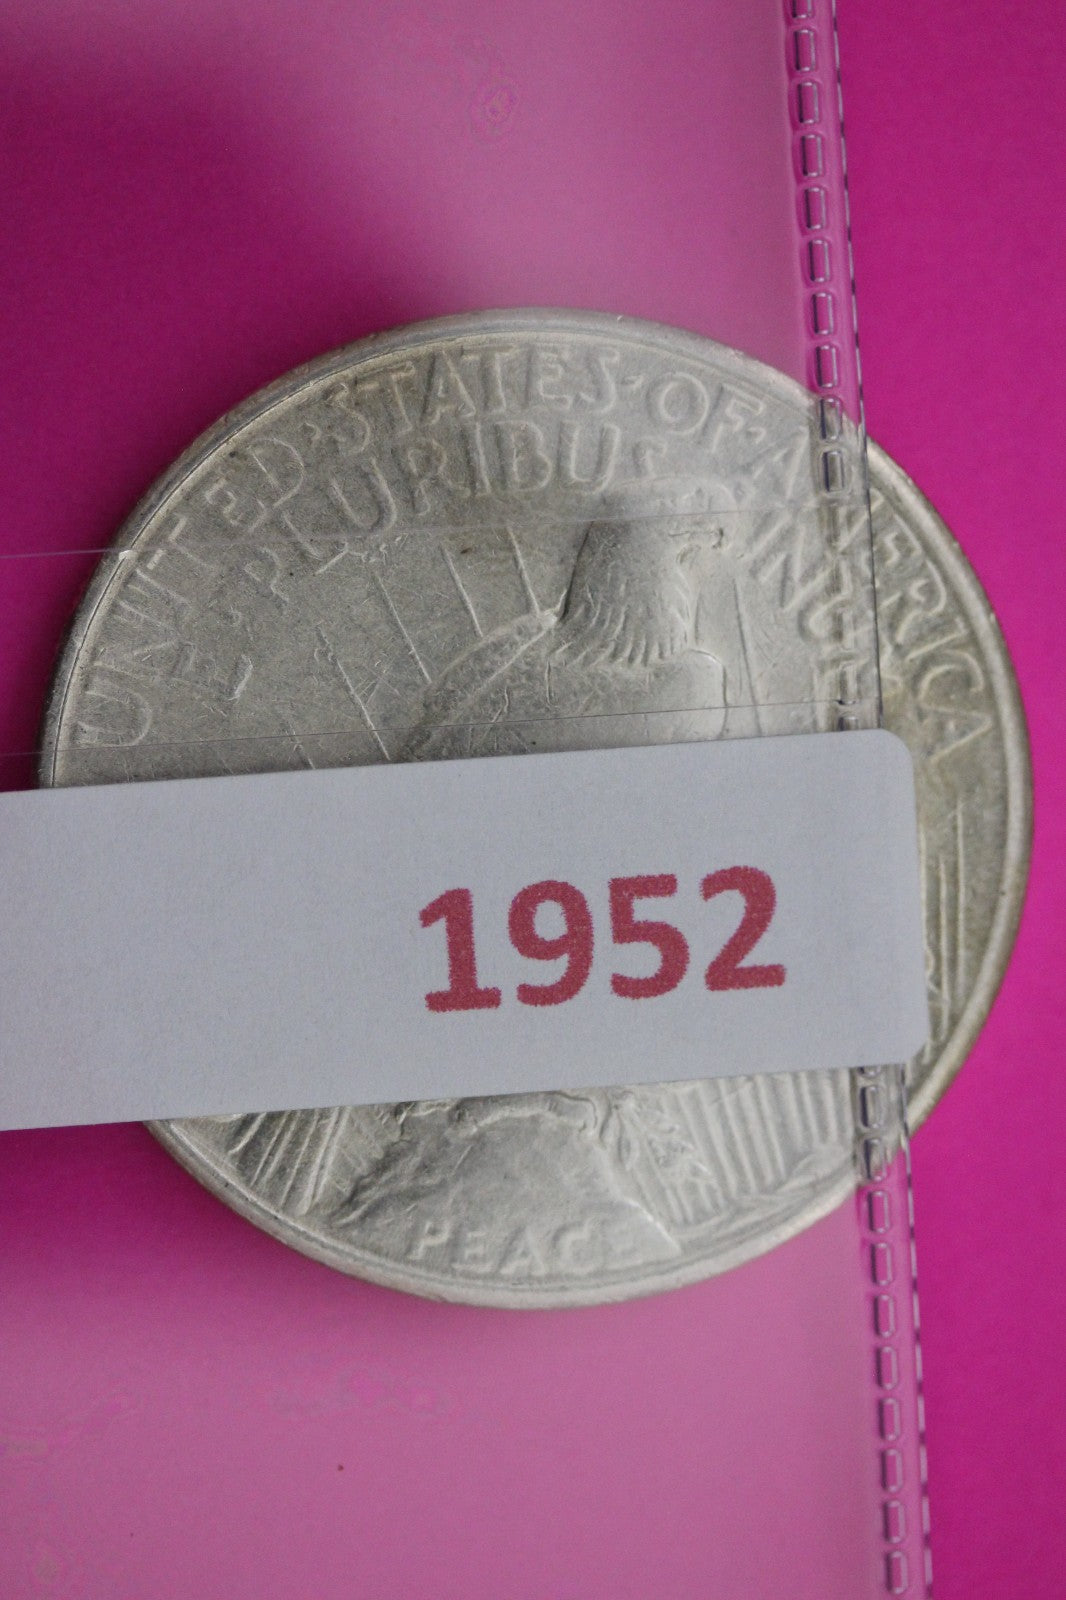 UNITED·STATES·OF·AMERICA
E·PLURIBUS UNUM
1952
PEACE